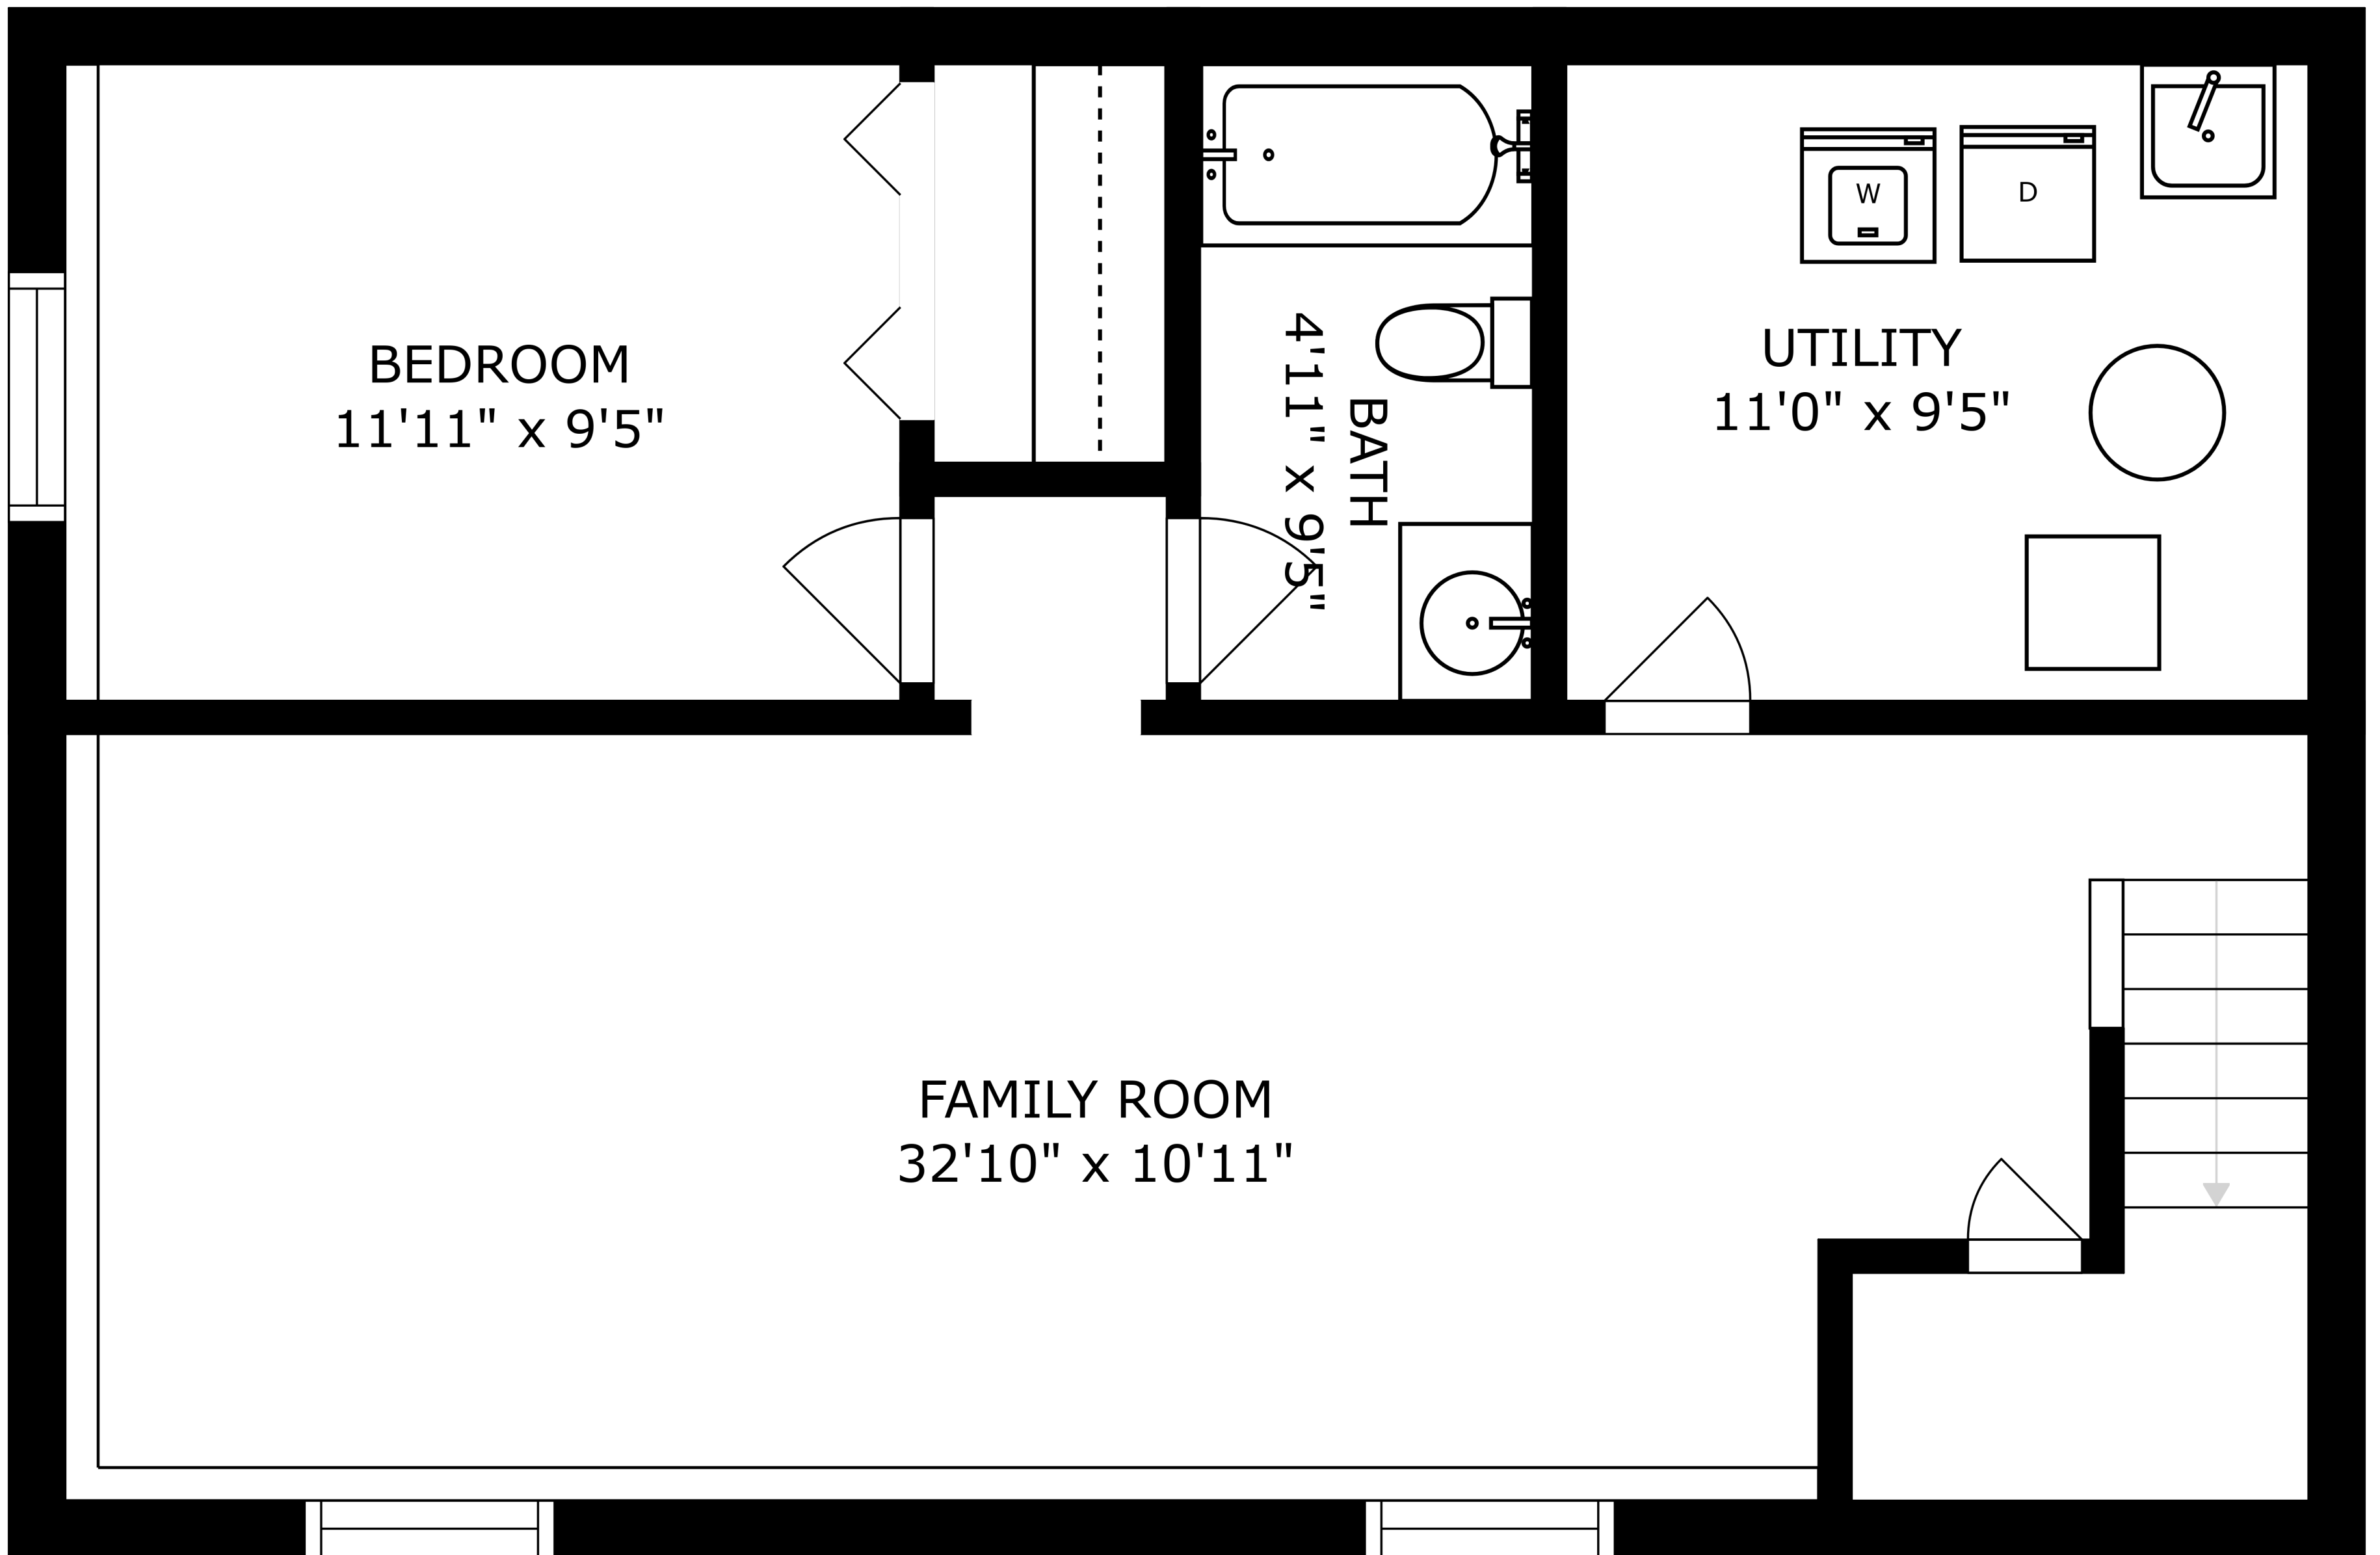 BEDROOM
11'11" x 9'5"
BATH
4'11" x 9'5"
W
D
UTILITY
11'0" x 9'5"
FAMILY ROOM
32'10" x 10'11"